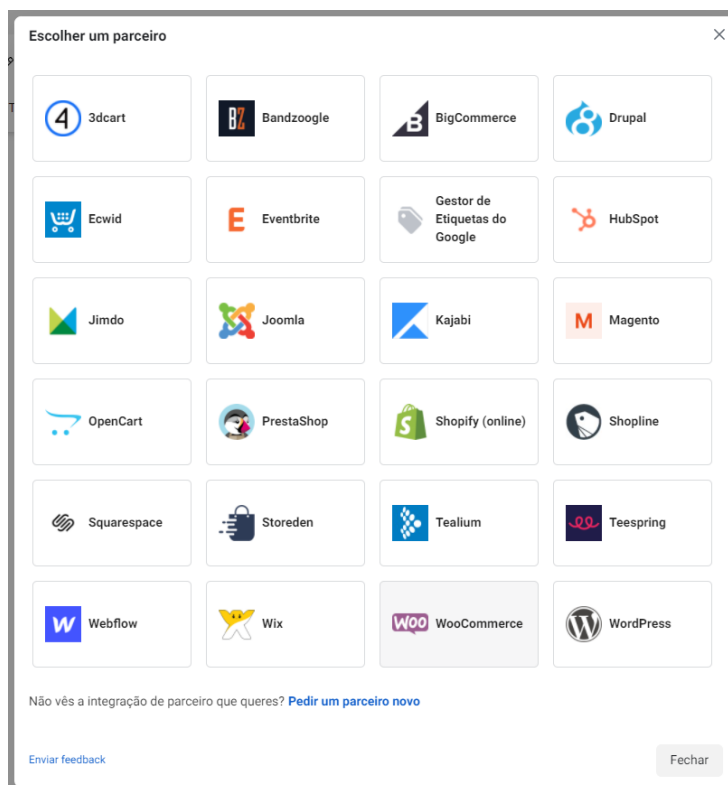 Escolher um parceiro
3dcart
Bandzoogle
BigCommerce
Drupal
Ecwid
Eventbrite
Gestor de
Etiquetas do
Google
HubSpot
Jimdo
Joomla
Kajabi
Magento
OpenCart
PrestaShop
Shopify (online)
Shopline
Squarespace
Storeden
Tealium
Teespring
Webflow
Wix
WooCommerce
WordPress
Não vês a integração de parceiro que queres? Pedir um parceiro novo
Enviar feedback
Fechar